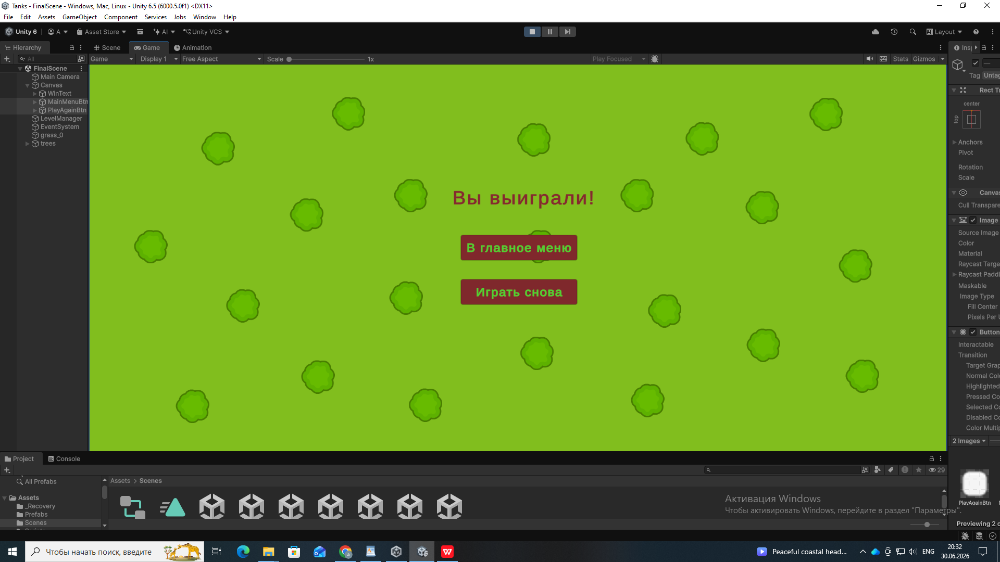 Tanks - FinalScene - Windows, Mac, Linux - Unity 6.5 (6000.5.0f1) <DX11>
File Edit Assets GameObject Component Services Jobs Window Help
Unity 6 A Asset Store AI Unity VCS Layout
Hierarchy Scene Game Animation
All Game Display 1 Free Aspect Scale 1x Play Focused Stats Gizmos
FinalScene
Main Camera
Canvas
WinText
MainMenuBtn
PlayAgainBtn
LevelManager
EventSystem
grass_0
trees
Вы выиграли!
В главное меню
Играть снова
Insp
Tag Untag
Rect Tr
center
top
Anchors
Pivot
Rotation
Scale
Canvas
Cull Transpare
Image
Source Image
Color
Material
Raycast Targe
Raycast Paddi
Maskable
Image Type
Fill Center
Pixels Per U
Button
Interactable
Transition
Target Grap
Normal Colo
Highlighted
Pressed Co
Selected Co
Disabled Co
Color Multip
2 Images
PlayAgainBtn
Previewing 2 o
Project Console
29
All Prefabs
Assets
_Recovery
Prefabs
Scenes
Assets > Scenes
Активация Windows
Чтобы активировать Windows, перейдите в раздел "Параметры".
Чтобы начать поиск, введите
Peaceful coastal head...
ENG
20:32
30.06.2026